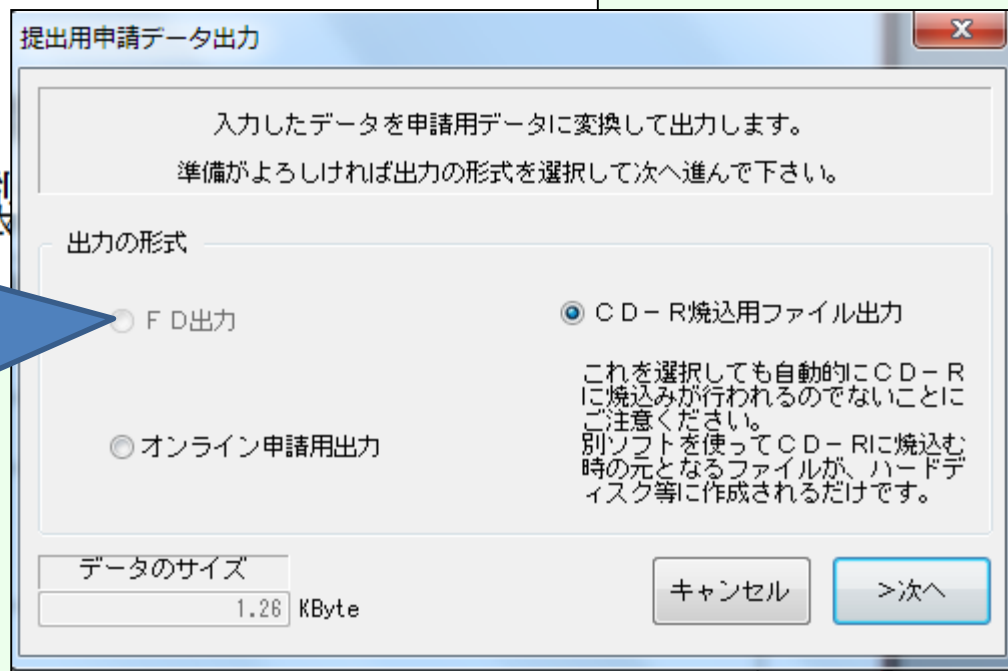 提出用申請データ出力
入力したデータを申請用データに変換して出力します。
準備がよろしければ出力の形式を選択して次へ進んで下さい。
出力の形式
ＦＤ出力
ＣＤ－Ｒ焼込用ファイル出力
これを選択しても自動的にＣＤ－Ｒ
に焼込みが行われるのでないことに
ご注意ください。
別ソフトを使ってＣＤ－Ｒに焼込む
時の元となるファイルが、ハードデ
ィスク等に作成されるだけです。
オンライン申請用出力
データのサイズ
1.26 KByte
キャンセル
>次へ